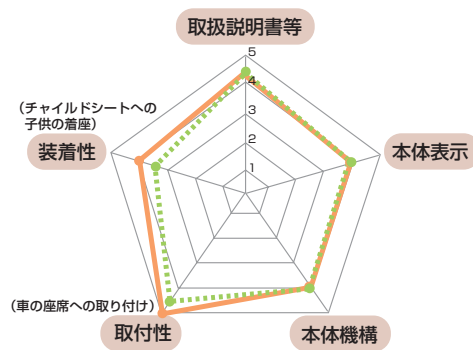 取扱説明書等
5
4
3
2
1
(チャイルドシートへの
子供の着座)
装着性
本体表示
(車の座席への取り付け)
取付性
本体機構